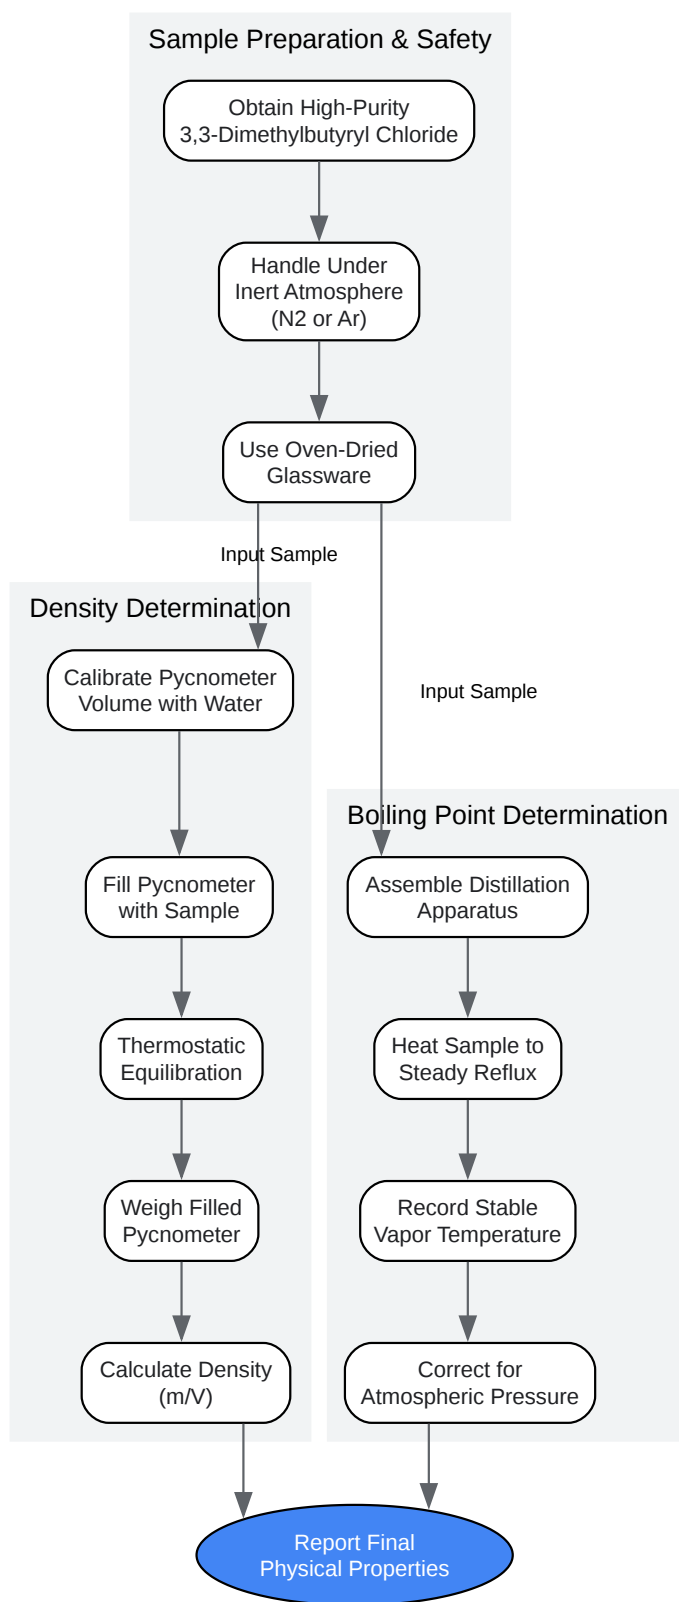 Sample Preparation & Safety
Obtain High-Purity
3,3-Dimethylbutyryl Chloride
Handle Under
Inert Atmosphere
(N2 or Ar)
Use Oven-Dried
Glassware
Input Sample
Density Determination
Calibrate Pycnometer
Volume with Water
Fill Pycnometer
with Sample
Thermostatic
Equilibration
Weigh Filled
Pycnometer
Calculate Density
(m/V)
Input Sample
Boiling Point Determination
Assemble Distillation
Apparatus
Heat Sample to
Steady Reflux
Record Stable
Vapor Temperature
Correct for
Atmospheric Pressure
Report Final
Physical Properties